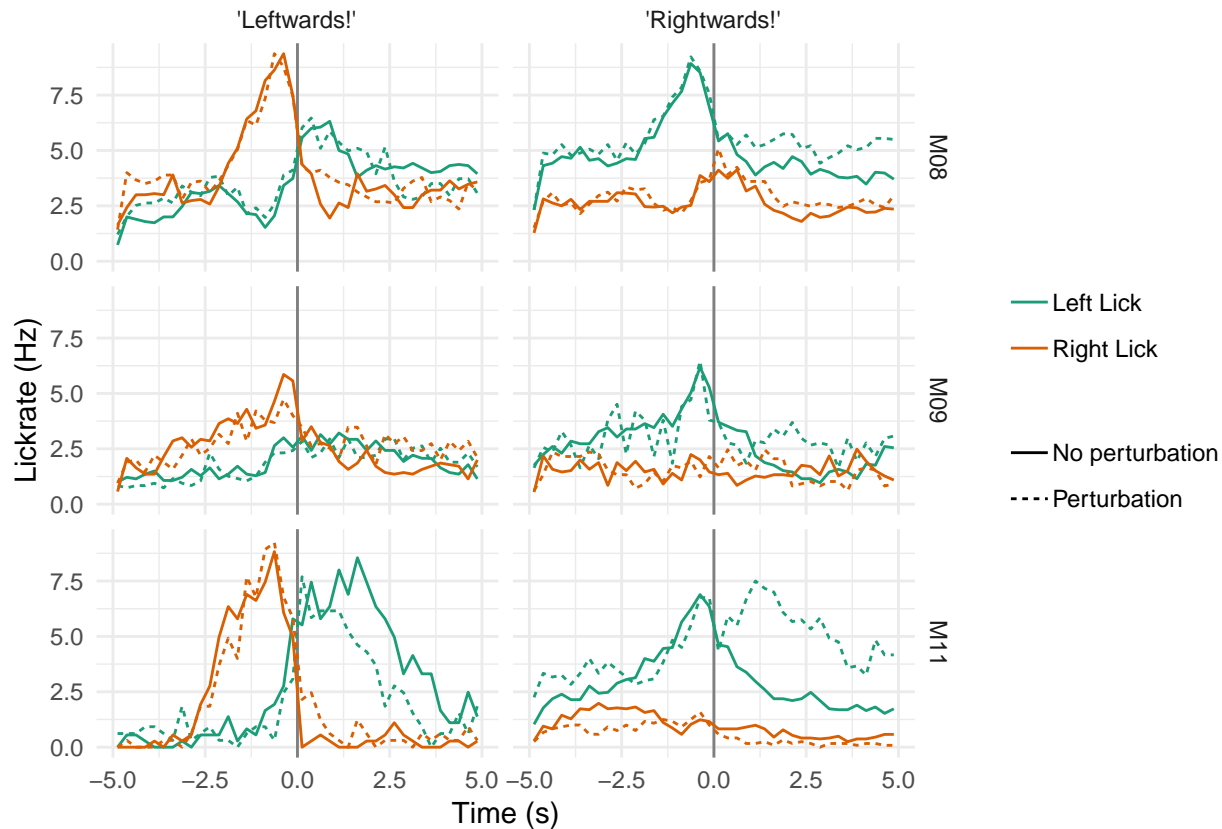 'Leftwards!' 'Rightwards!'
7.5
5.0
2.5
0.0
M08
7.5
5.0
2.5
0.0
M09
7.5
5.0
2.5
0.0
M11
Lickrate (Hz)
−5.0 −2.5 0.0 2.5 5.0 −5.0 −2.5 0.0 2.5 5.0
Time (s)
Left Lick
Right Lick
No perturbation
Perturbation